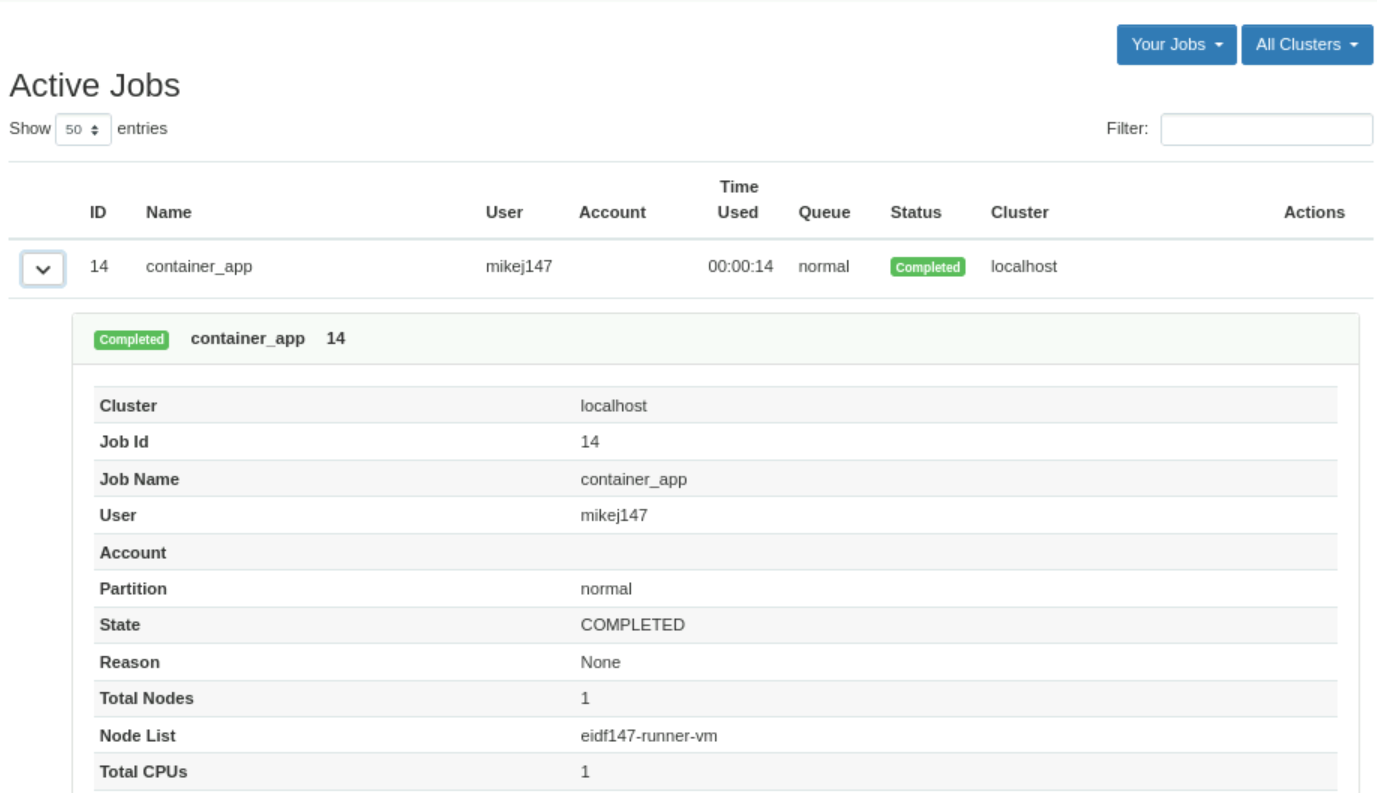 Your Jobs All Clusters
Active Jobs
Show 50 entries Filter:
Time
ID Name User Account Used Queue Status Cluster Actions
14 container_app mikej147 00:00:14 normal Completed localhost
Completed container_app 14
Cluster localhost
Job Id 14
Job Name container_app
User mikej147
Account
Partition normal
State COMPLETED
Reason None
Total Nodes 1
Node List eidf147-runner-vm
Total CPUs 1